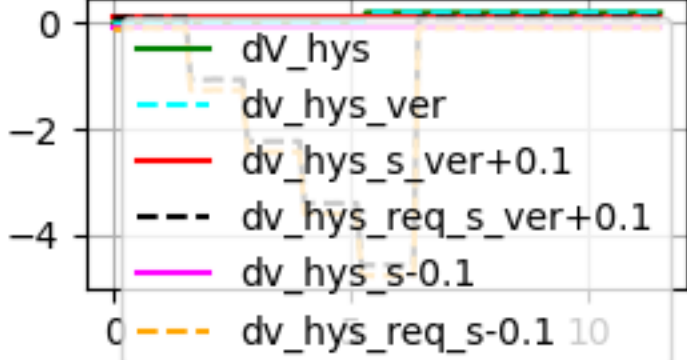 0
dV_hys
dv_hys_ver
−2
dv_hys_s_ver+0.1
dv_hys_req_s_ver+0.1
−4
dv_hys_s-0.1
dv_hys_req_s-0.1
0 10